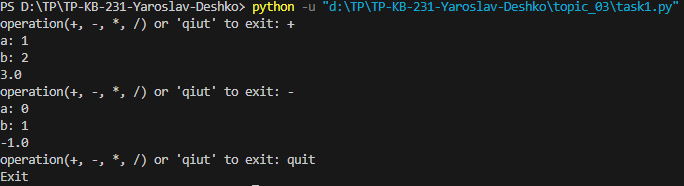 PS D:\TP\TP-KB-231-Yaroslav-Deshko> python -u "d:\TP\TP-KB-231-Yaroslav-Deshko\topic_03\task1.py"
operation(+, -, *, /) or 'qiut' to exit: +
a: 1
b: 2
3.0
operation(+, -, *, /) or 'qiut' to exit: -
a: 0
b: 1
-1.0
operation(+, -, *, /) or 'qiut' to exit: quit
Exit